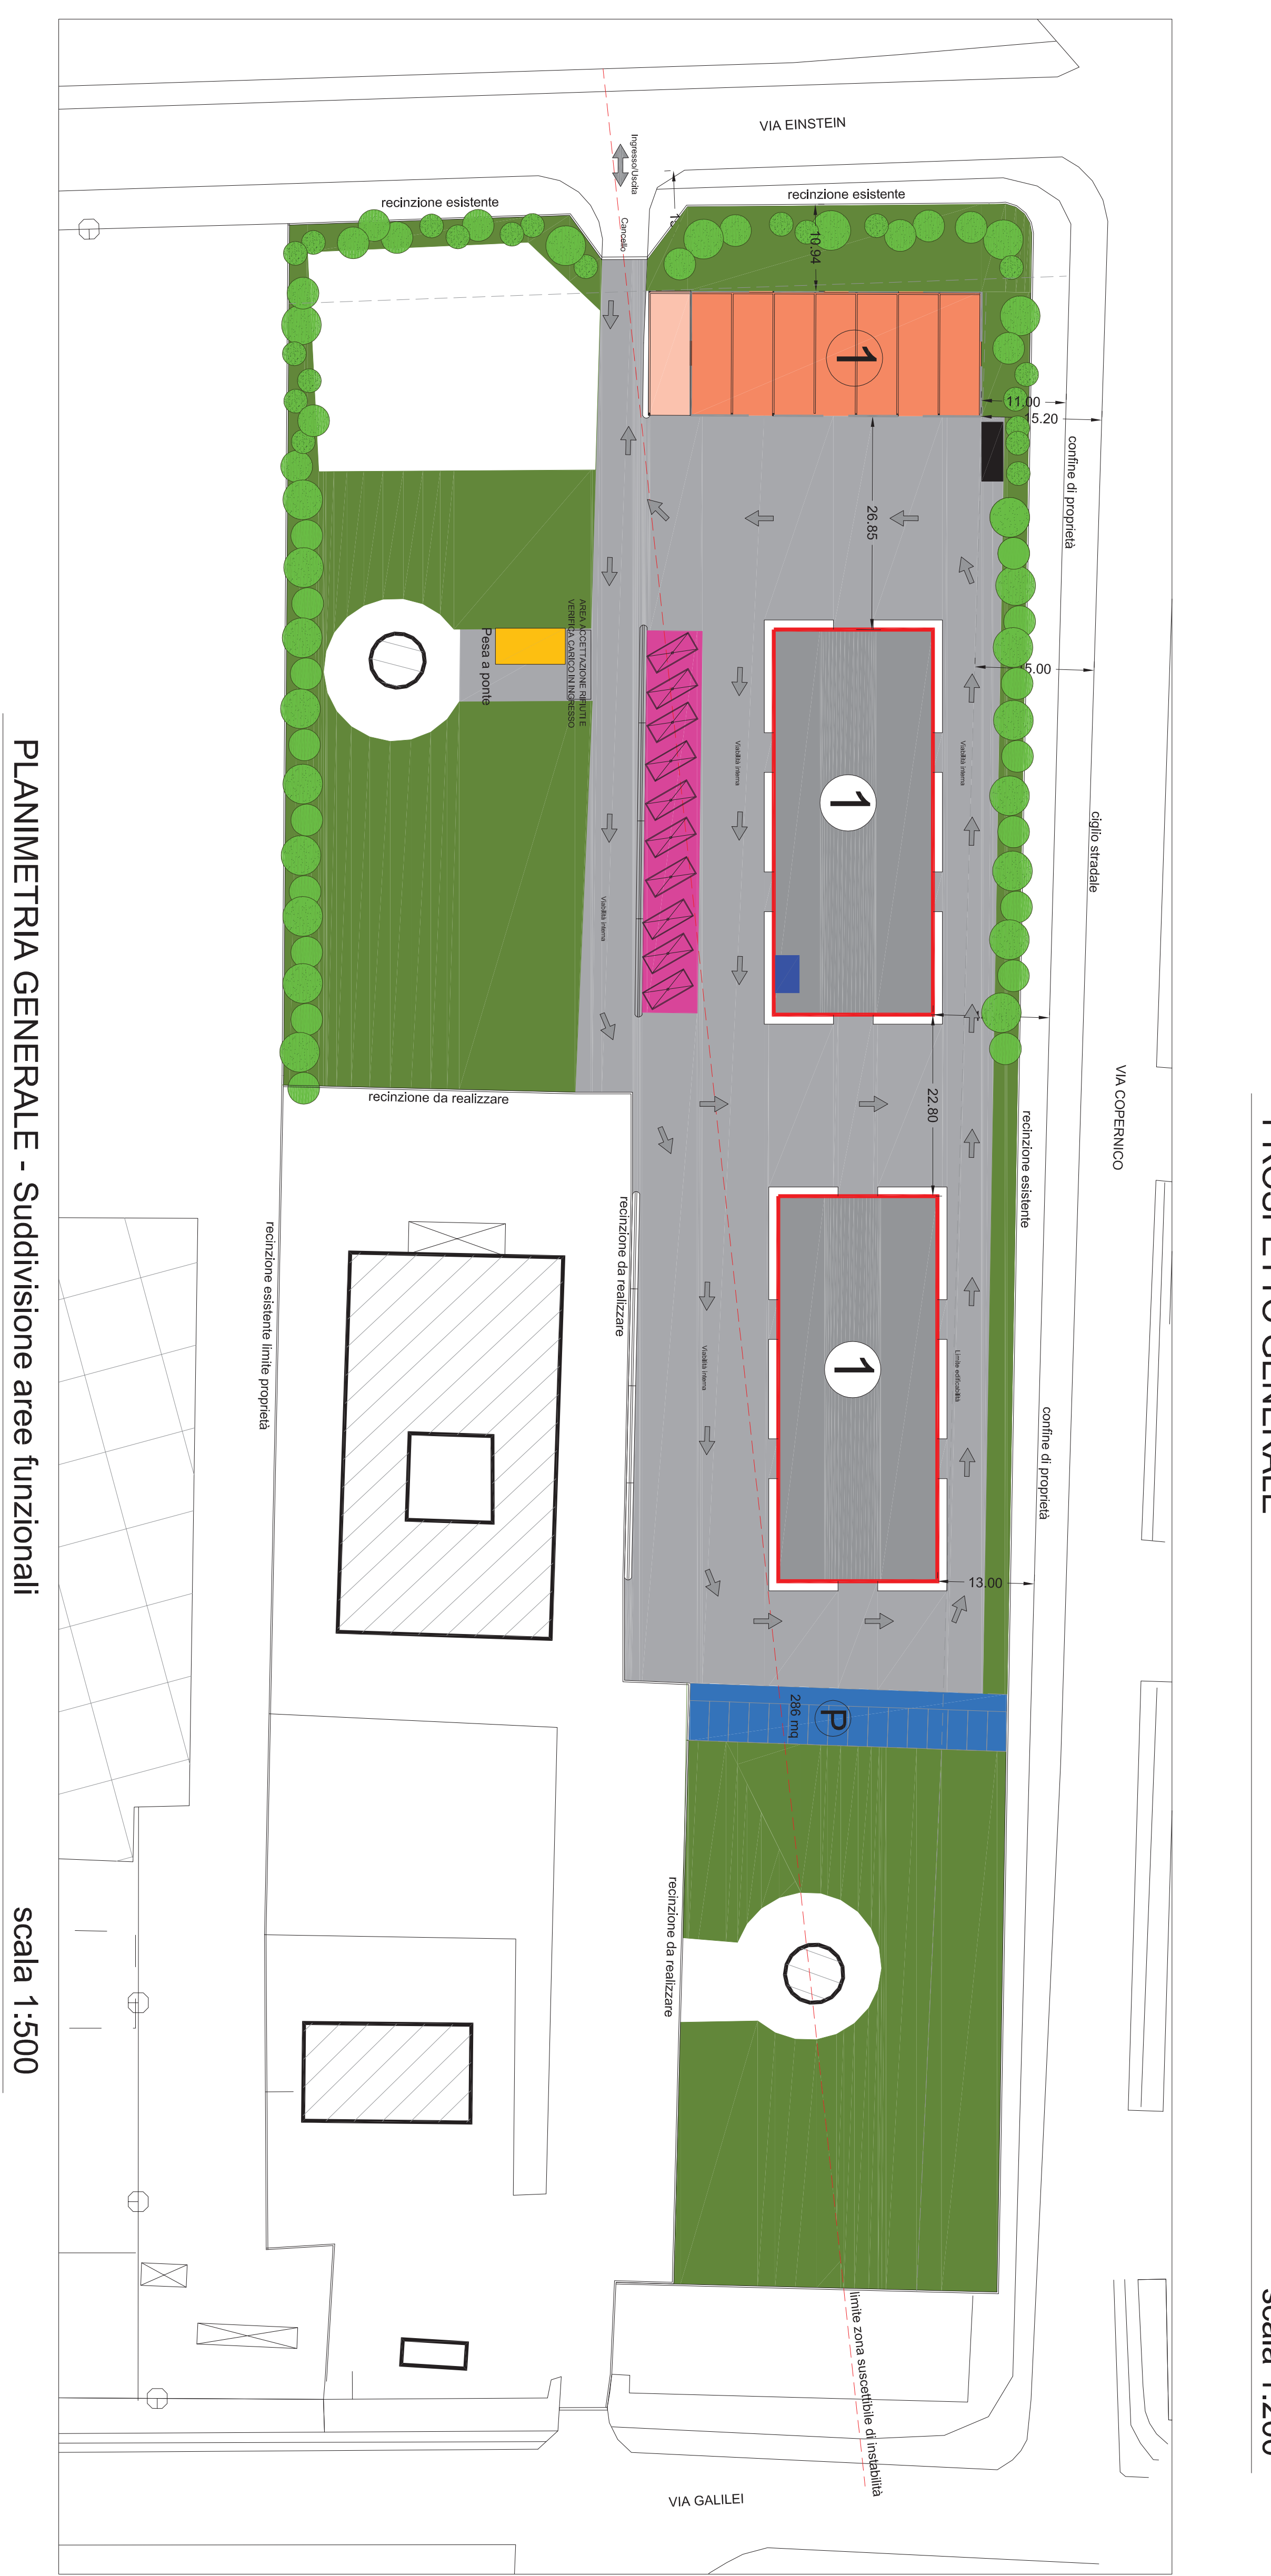 VIA EINSTEIN
Ingresso/Uscita
recinzione esistente
recinzione esistente
Cancello
10.94
1
11.00
15.20
confine di proprietà
26.85
AREA ACCETTAZIONE RIFIUTI E
VERIFICA CARICO IN INGRESSO
Pesa a ponte
5.00
Viabilità interna
Viabilità interna
1
ciglio stradale
Viabilità interna
VIA COPERNICO
22.80
recinzione da realizzare
recinzione esistente
recinzione da realizzare
recinzione esistente limite proprietà
Viabilità interna
1
Limite edificabilità
confine di proprietà
13.00
P
286 mq
recinzione da realizzare
limite zona suscettibile di instabilità
VIA GALILEI
PLANIMETRIA GENERALE - Suddivisione aree funzionali
scala 1:500